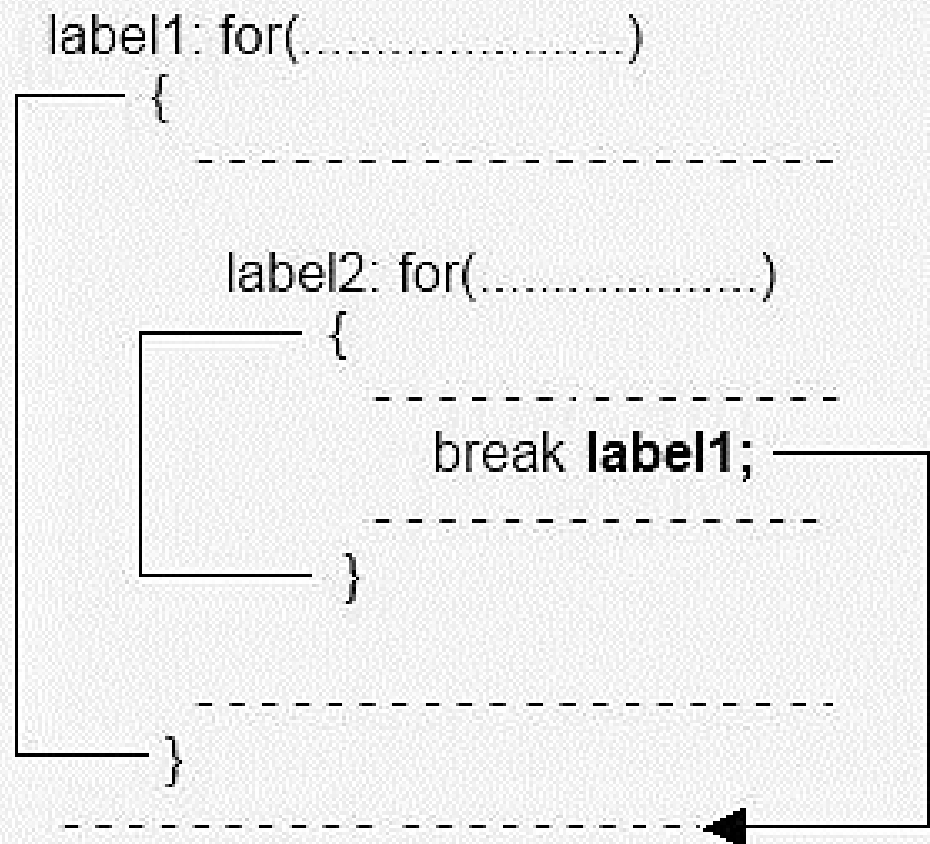 label1: for(......................)
{
label2: for(...................)
{
break label1;
}
}